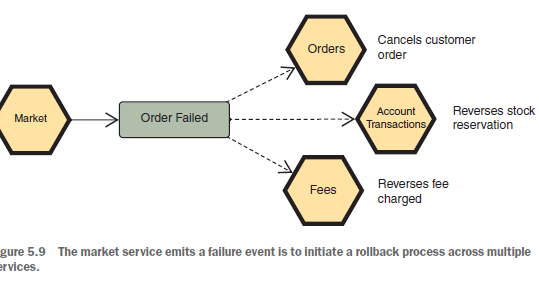 Orders
Cancels customer
order
Market
Order Failed
Account
Transactions
Reverses stock
reservation
Fees
Reverses fee
charged
gure 5.9 The market service emits a failure event is to initiate a rollback process across multiple
ervices.